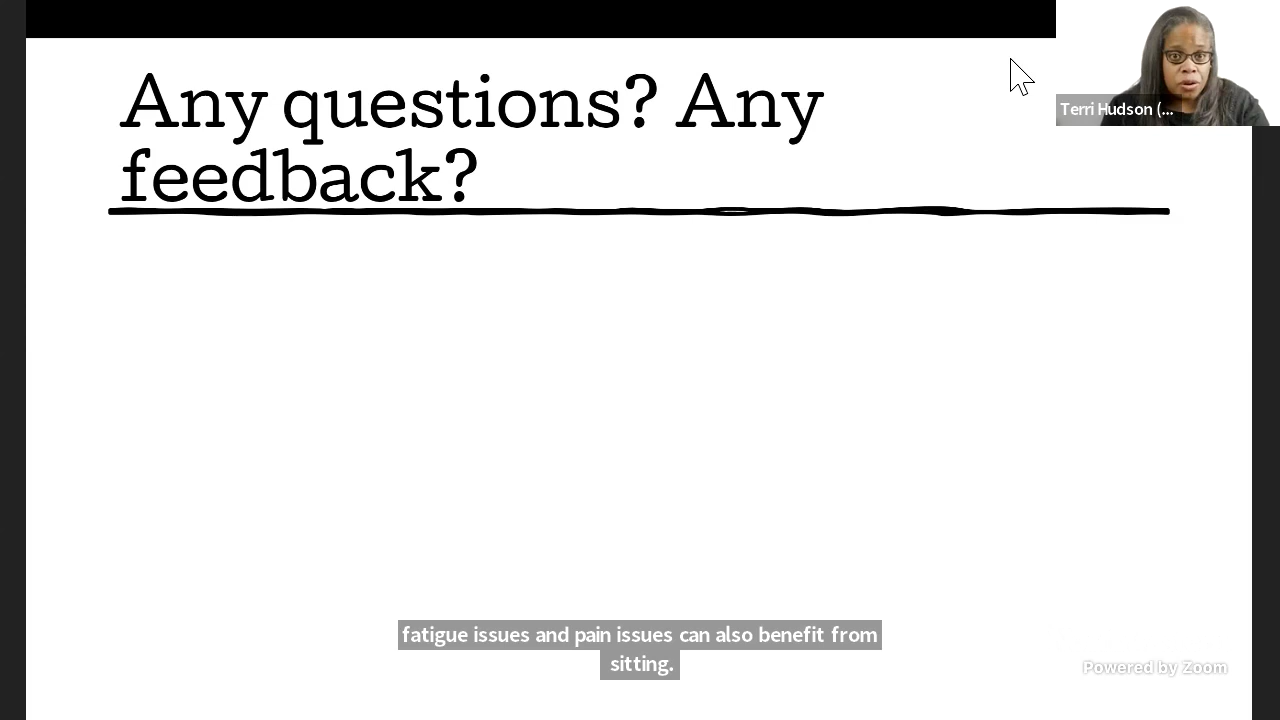 Any questions? Any
feedback?
Terri Hudson (...
fatigue issues and pain issues can also benefit from
sitting.
Powered by Zoom